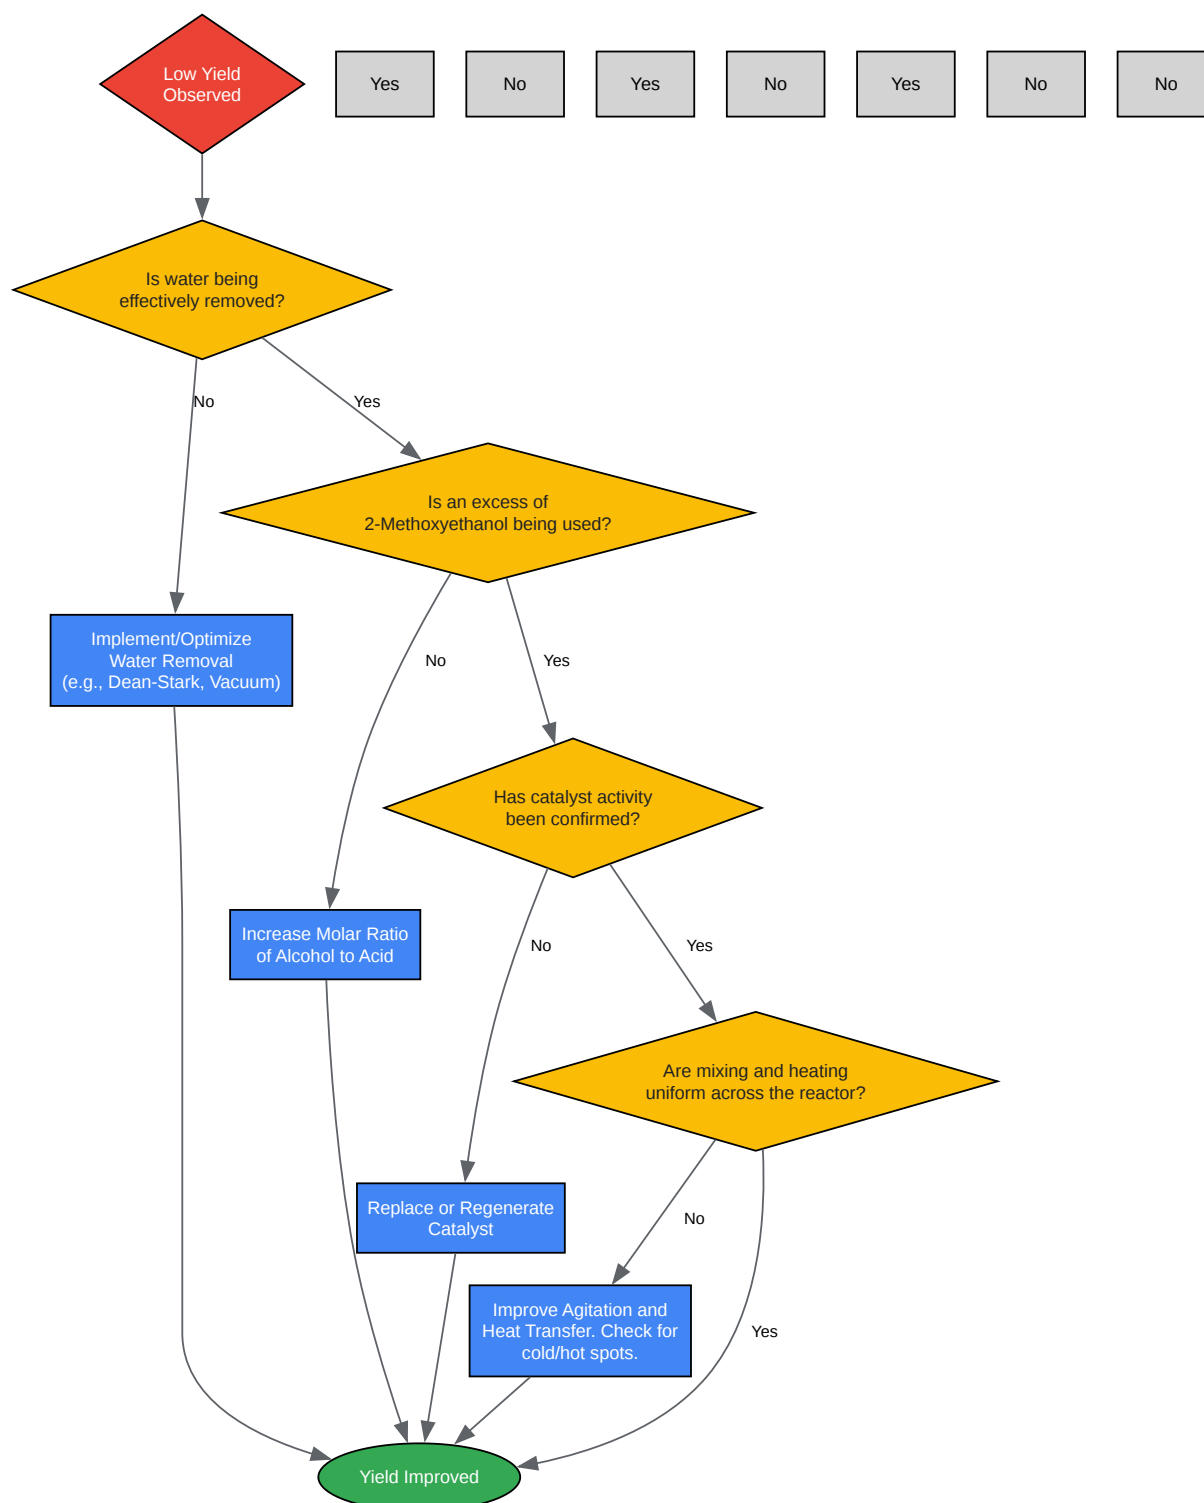 Low Yield
Observed
Yes
No
Yes
No
Yes
No
No
Is water being
effectively removed?
No
Yes
Is an excess of
2-Methoxyethanol being used?
Implement/Optimize
Water Removal
(e.g., Dean-Stark, Vacuum)
No
Yes
Has catalyst activity
been confirmed?
Increase Molar Ratio
of Alcohol to Acid
No
Yes
Are mixing and heating
uniform across the reactor?
Replace or Regenerate
Catalyst
No
Improve Agitation and
Heat Transfer. Check for
cold/hot spots.
Yes
Yield Improved